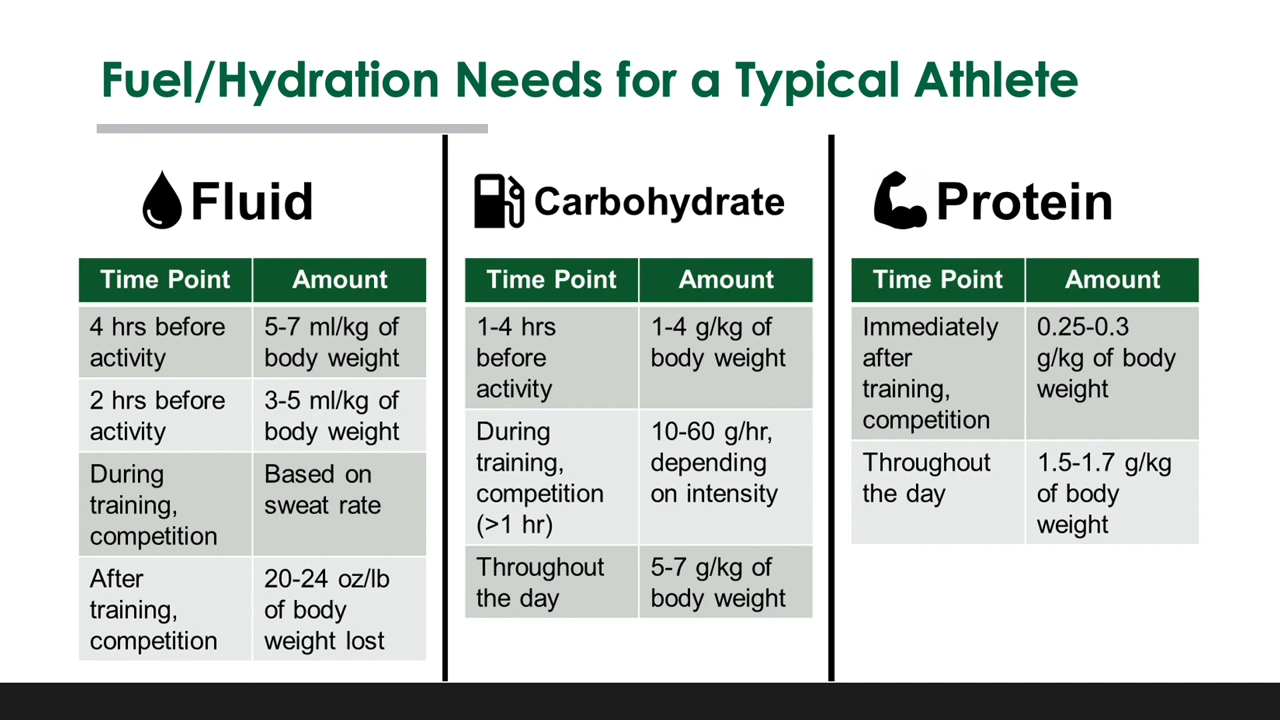 Fuel/Hydration Needs for a Typical Athlete
Fluid
Time Point Amount
4 hrs before
activity
5-7 ml/kg of
body weight
2 hrs before
activity
3-5 ml/kg of
body weight
During
training,
competition
Based on
sweat rate
After
training,
competition
20-24 oz/lb
of body
weight lost
Carbohydrate
Time Point Amount
1-4 hrs
before
activity
1-4 g/kg of
body weight
During
training,
competition
(>1 hr)
10-60 g/hr,
depending
on intensity
Throughout
the day
5-7 g/kg of
body weight
Protein
Time Point Amount
Immediately
after
training,
competition
0.25-0.3
g/kg of body
weight
Throughout
the day
1.5-1.7 g/kg
of body
weight